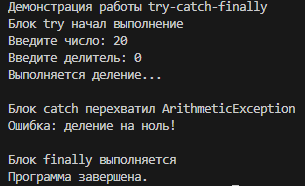 Демонстрация работы try-catch-finally
Блок try начал выполнение
Введите число: 20
Введите делитель: 0
Выполняется деление...
Блок catch перехватил ArithmeticException
Ошибка: деление на ноль!
Блок finally выполняется
Программа завершена.